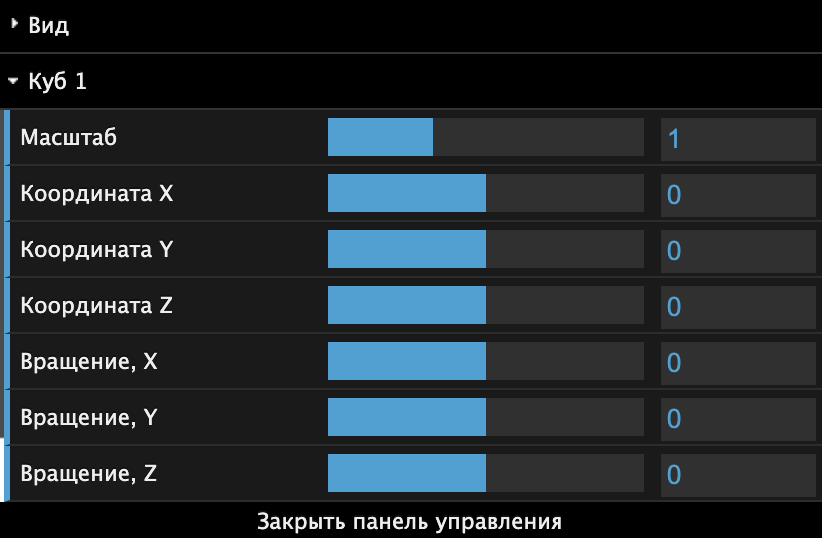 Вид
Куб 1
Масштаб 1
Координата X 0
Координата Y 0
Координата Z 0
Вращение, X 0
Вращение, Y 0
Вращение, Z 0
Закрыть панель управления